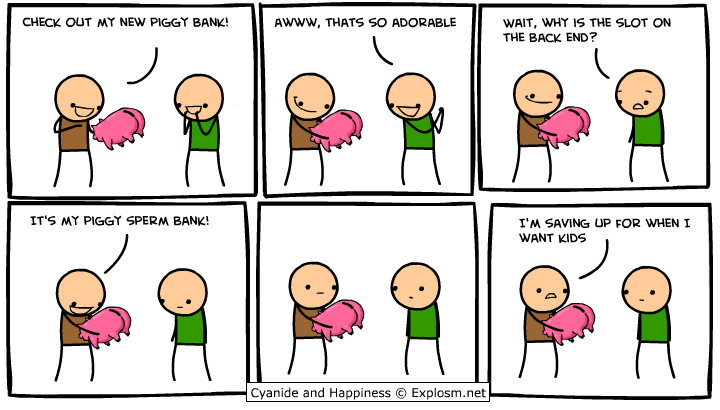 CHECK OUT MY NEW PIGGY BANK!
AWWW, THATS SO ADORABLE
WAIT, WHY IS THE SLOT ON
THE BACK END?
IT'S MY PIGGY SPERM BANK!
I'M SAVING UP FOR WHEN I
WANT KIDS
Cyanide and Happiness © Explosm.net